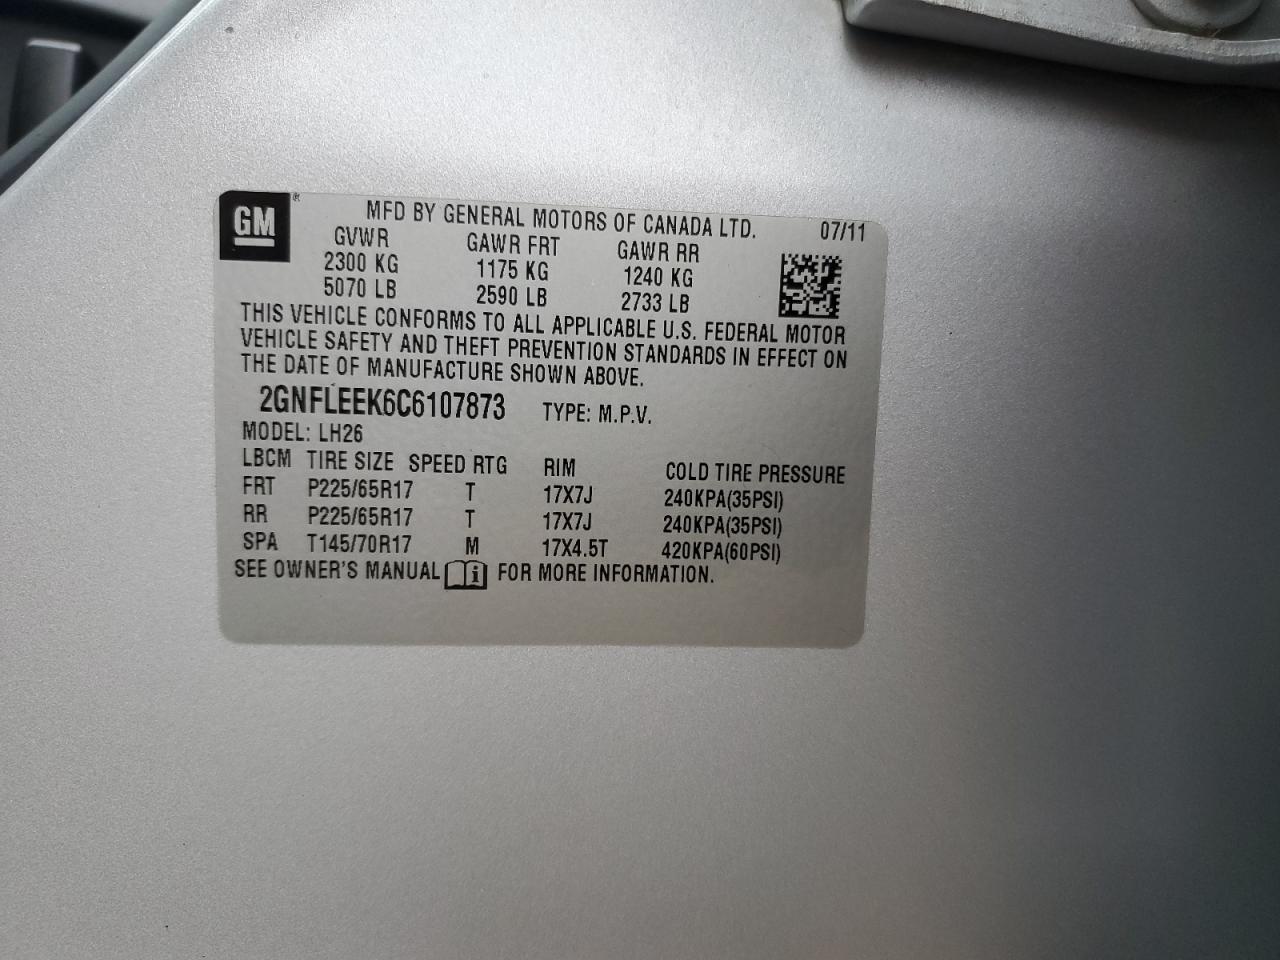 GM ®
MFD BY GENERAL MOTORS OF CANADA LTD. 07/11
GVWR GAWR FRT GAWR RR
2300 KG 1175 KG 1240 KG
5070 LB 2590 LB 2733 LB
THIS VEHICLE CONFORMS TO ALL APPLICABLE U.S. FEDERAL MOTOR
VEHICLE SAFETY AND THEFT PREVENTION STANDARDS IN EFFECT ON
THE DATE OF MANUFACTURE SHOWN ABOVE.
2GNFLEEK6C6107873 TYPE: M.P.V.
MODEL: LH26
LBCM TIRE SIZE SPEED RTG RIM COLD TIRE PRESSURE
FRT P225/65R17 T 17X7J 240KPA(35PSI)
RR P225/65R17 T 17X7J 240KPA(35PSI)
SPA T145/70R17 M 17X4.5T 420KPA(60PSI)
SEE OWNER'S MANUAL i FOR MORE INFORMATION.